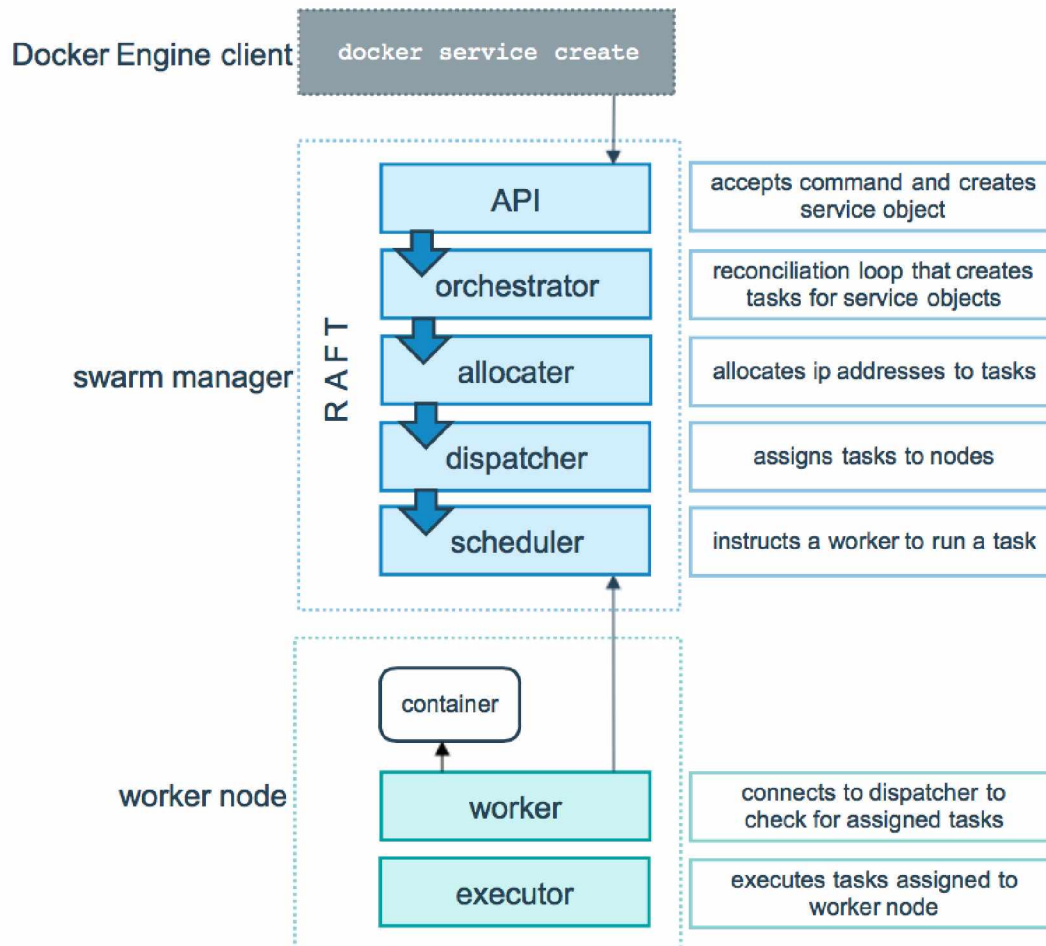 Docker Engine client
docker service create
API
accepts command and creates
service object
orchestrator
reconciliation loop that creates
tasks for service objects
swarm manager
RAFT
allocater
allocates ip addresses to tasks
dispatcher
assigns tasks to nodes
scheduler
instructs a worker to run a task
container
worker node
worker
connects to dispatcher to
check for assigned tasks
executor
executes tasks assigned to
worker node